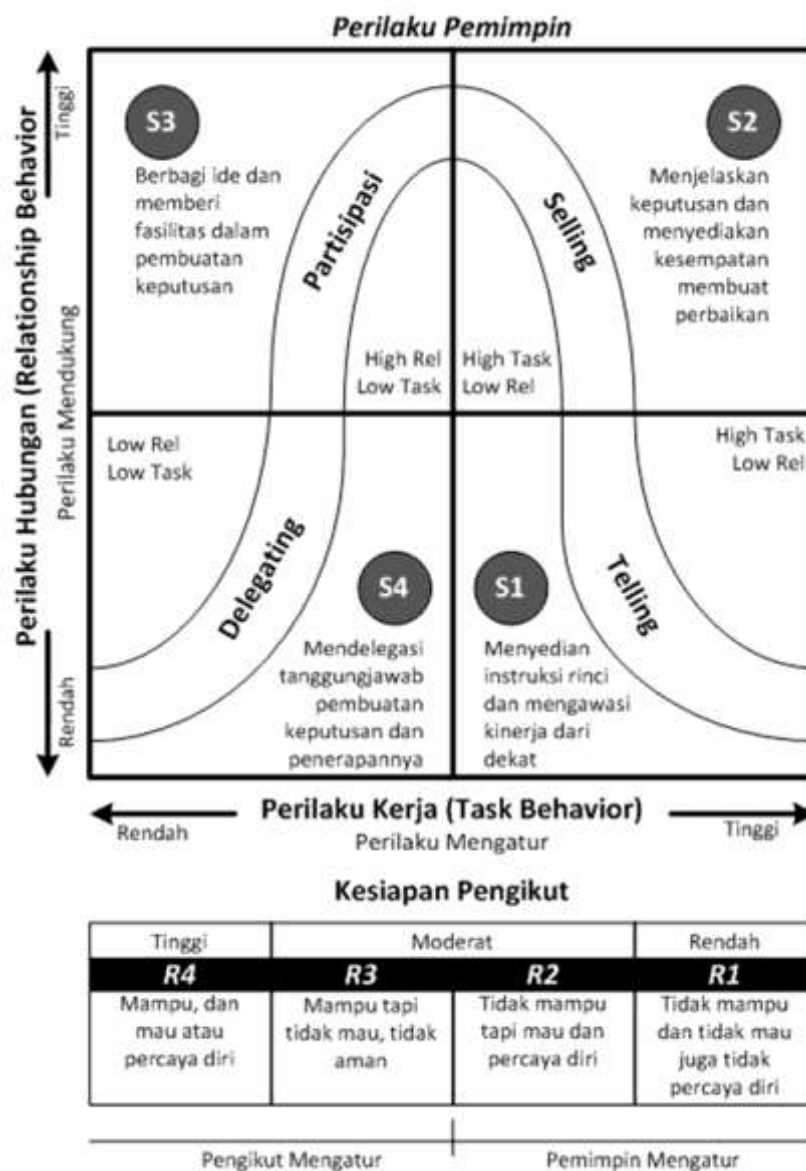 Perilaku Pemimpin
Perilaku Hubungan (Relationship Behavior)
Perilaku Mendukung
Tinggi
Rendah
S3
Berbagi ide dan
memberi
fasilitas dalam
pembuatan
keputusan
Partisipasi
High Rel
Low Task
S2
Menjelaskan
keputusan dan
menyediakan
kesempatan
membuat
perbaikan
Selling
High Task
Low Rel
Low Rel
Low Task
Delegating
S4
Mendelegasi
tanggungjawab
pembuatan
keputusan dan
penerapannya
S1
Menyedian
instruksi rinci
dan mengawasi
kinerja dari
dekat
Telling
High Task
Low Rel
Perilaku Kerja (Task Behavior)
Rendah
Perilaku Mengatur
Tinggi
Kesiapan Pengikut
Tinggi
Moderat
Rendah
R4
R3
R2
R1
Mampu, dan
mau atau
percaya diri
Mampu tapi
tidak mau, tidak
aman
Tidak mampu
tapi mau dan
percaya diri
Tidak mampu
dan tidak mau
juga tidak
percaya diri
Pengikut Mengatur
Pemimpin Mengatur